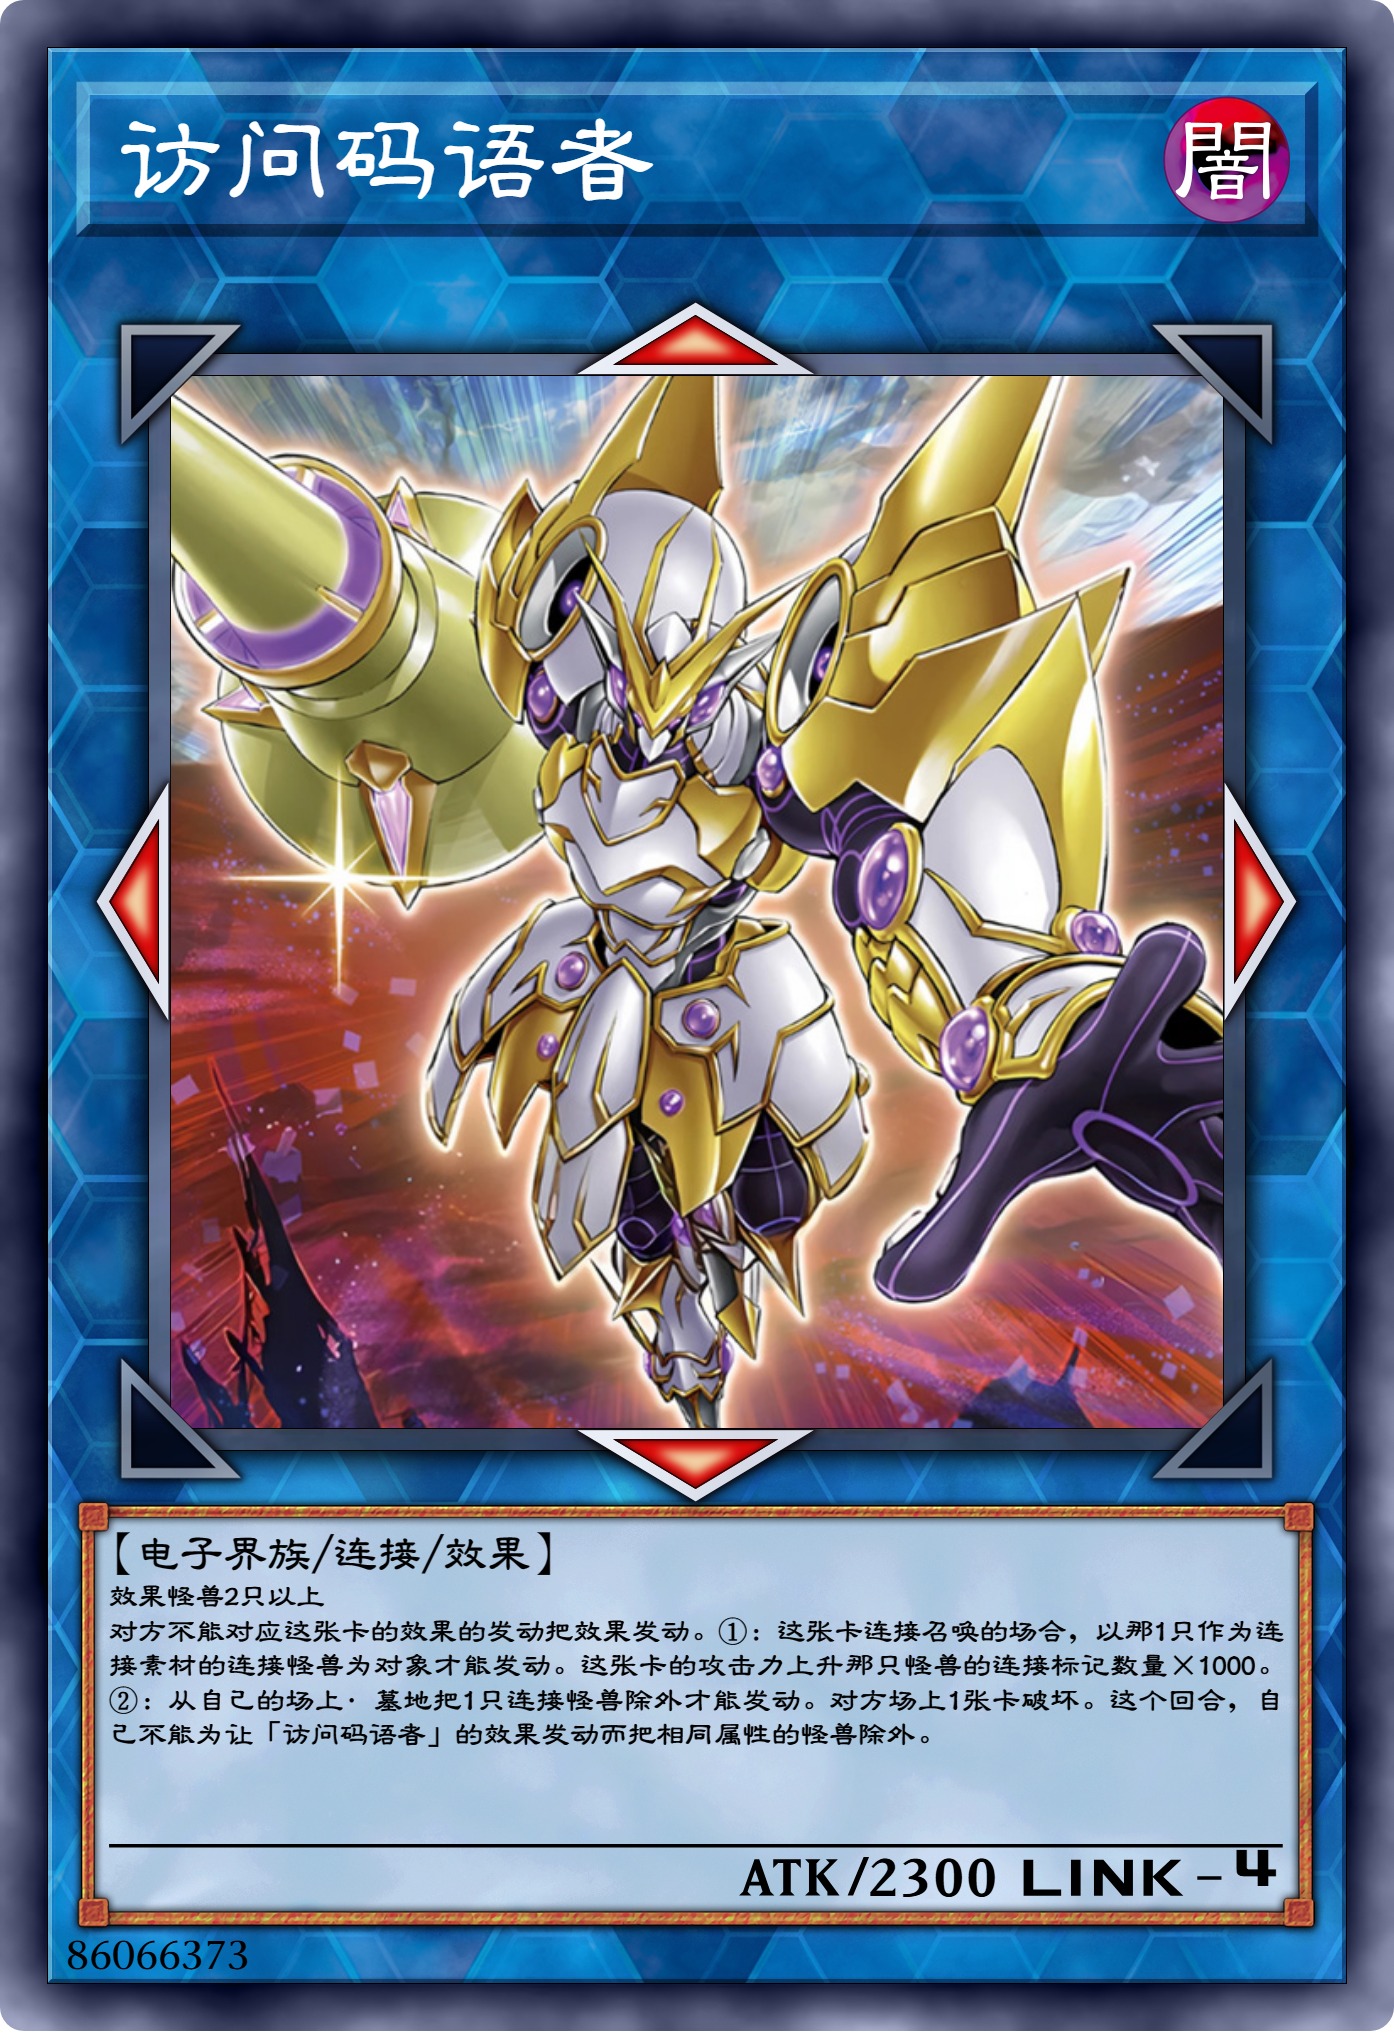 访问码语者
闇
【电子界族/连接/效果】
效果怪兽2只以上
对方不能对应这张卡的效果的发动把效果发动。①：这张卡连接召唤的场合，以那1只作为连
接素材的连接怪兽为对象才能发动。这张卡的攻击力上升那只怪兽的连接标记数量×1000。
②：从自己的场上·墓地把1只连接怪兽除外才能发动。对方场上1张卡破坏。这个回合，自
己不能为让「访问码语者」的效果发动而把相同属性的怪兽除外。
ATK/2300 LINK-4
86066373